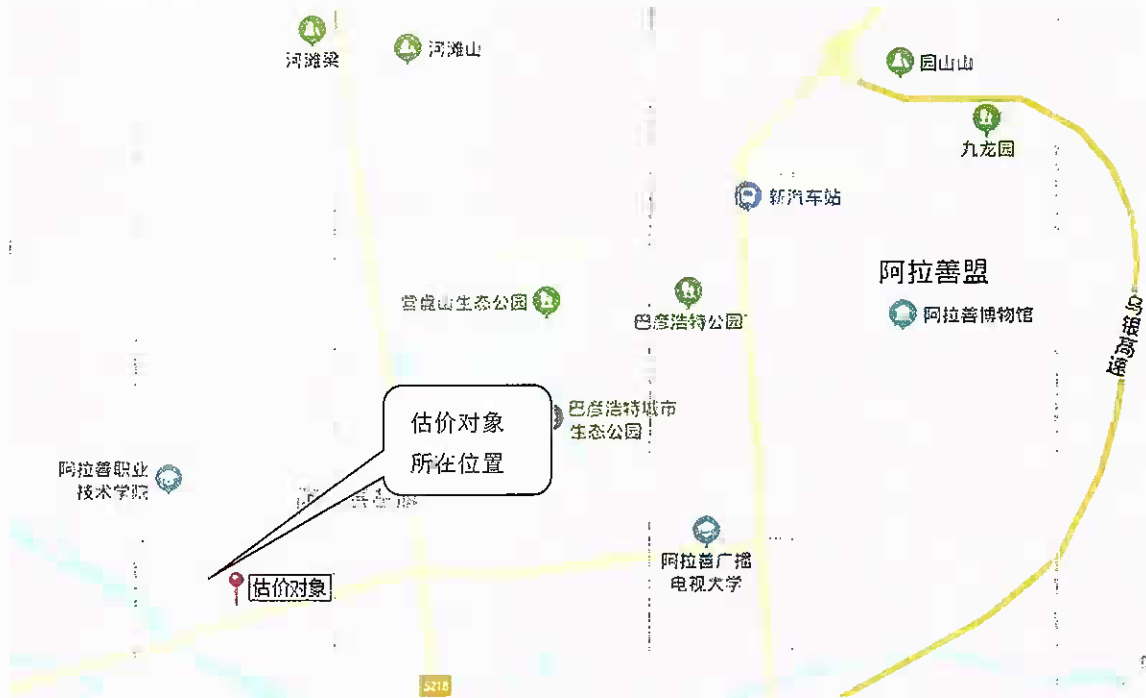 河滩梁
河滩山
园山山
九龙园
新汽车站
阿拉善盟
营盘山生态公园
巴彦浩特公园
阿拉善博物馆
乌银高速
估价对象
所在位置
巴彦浩特城市
生态公园
阿拉善职业
技术学院
阿拉善广播
电视大学
估价对象
S218